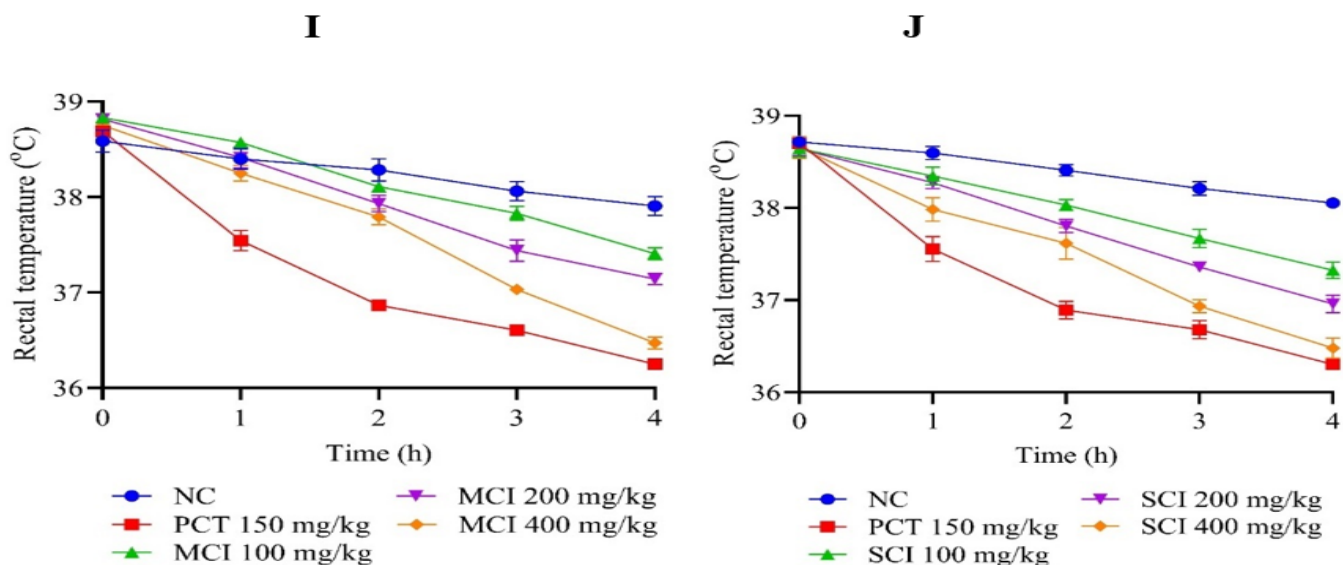 I
J
Rectal temperature (°C)
39
38
37
36
0 1 2 3 4
Time (h)
NC
PCT 150 mg/kg
MCI 100 mg/kg
MCI 200 mg/kg
MCI 400 mg/kg
Rectal temperature (°C)
39
38
37
36
0 1 2 3 4
Time (h)
NC
PCT 150 mg/kg
SCI 100 mg/kg
SCI 200 mg/kg
SCI 400 mg/kg